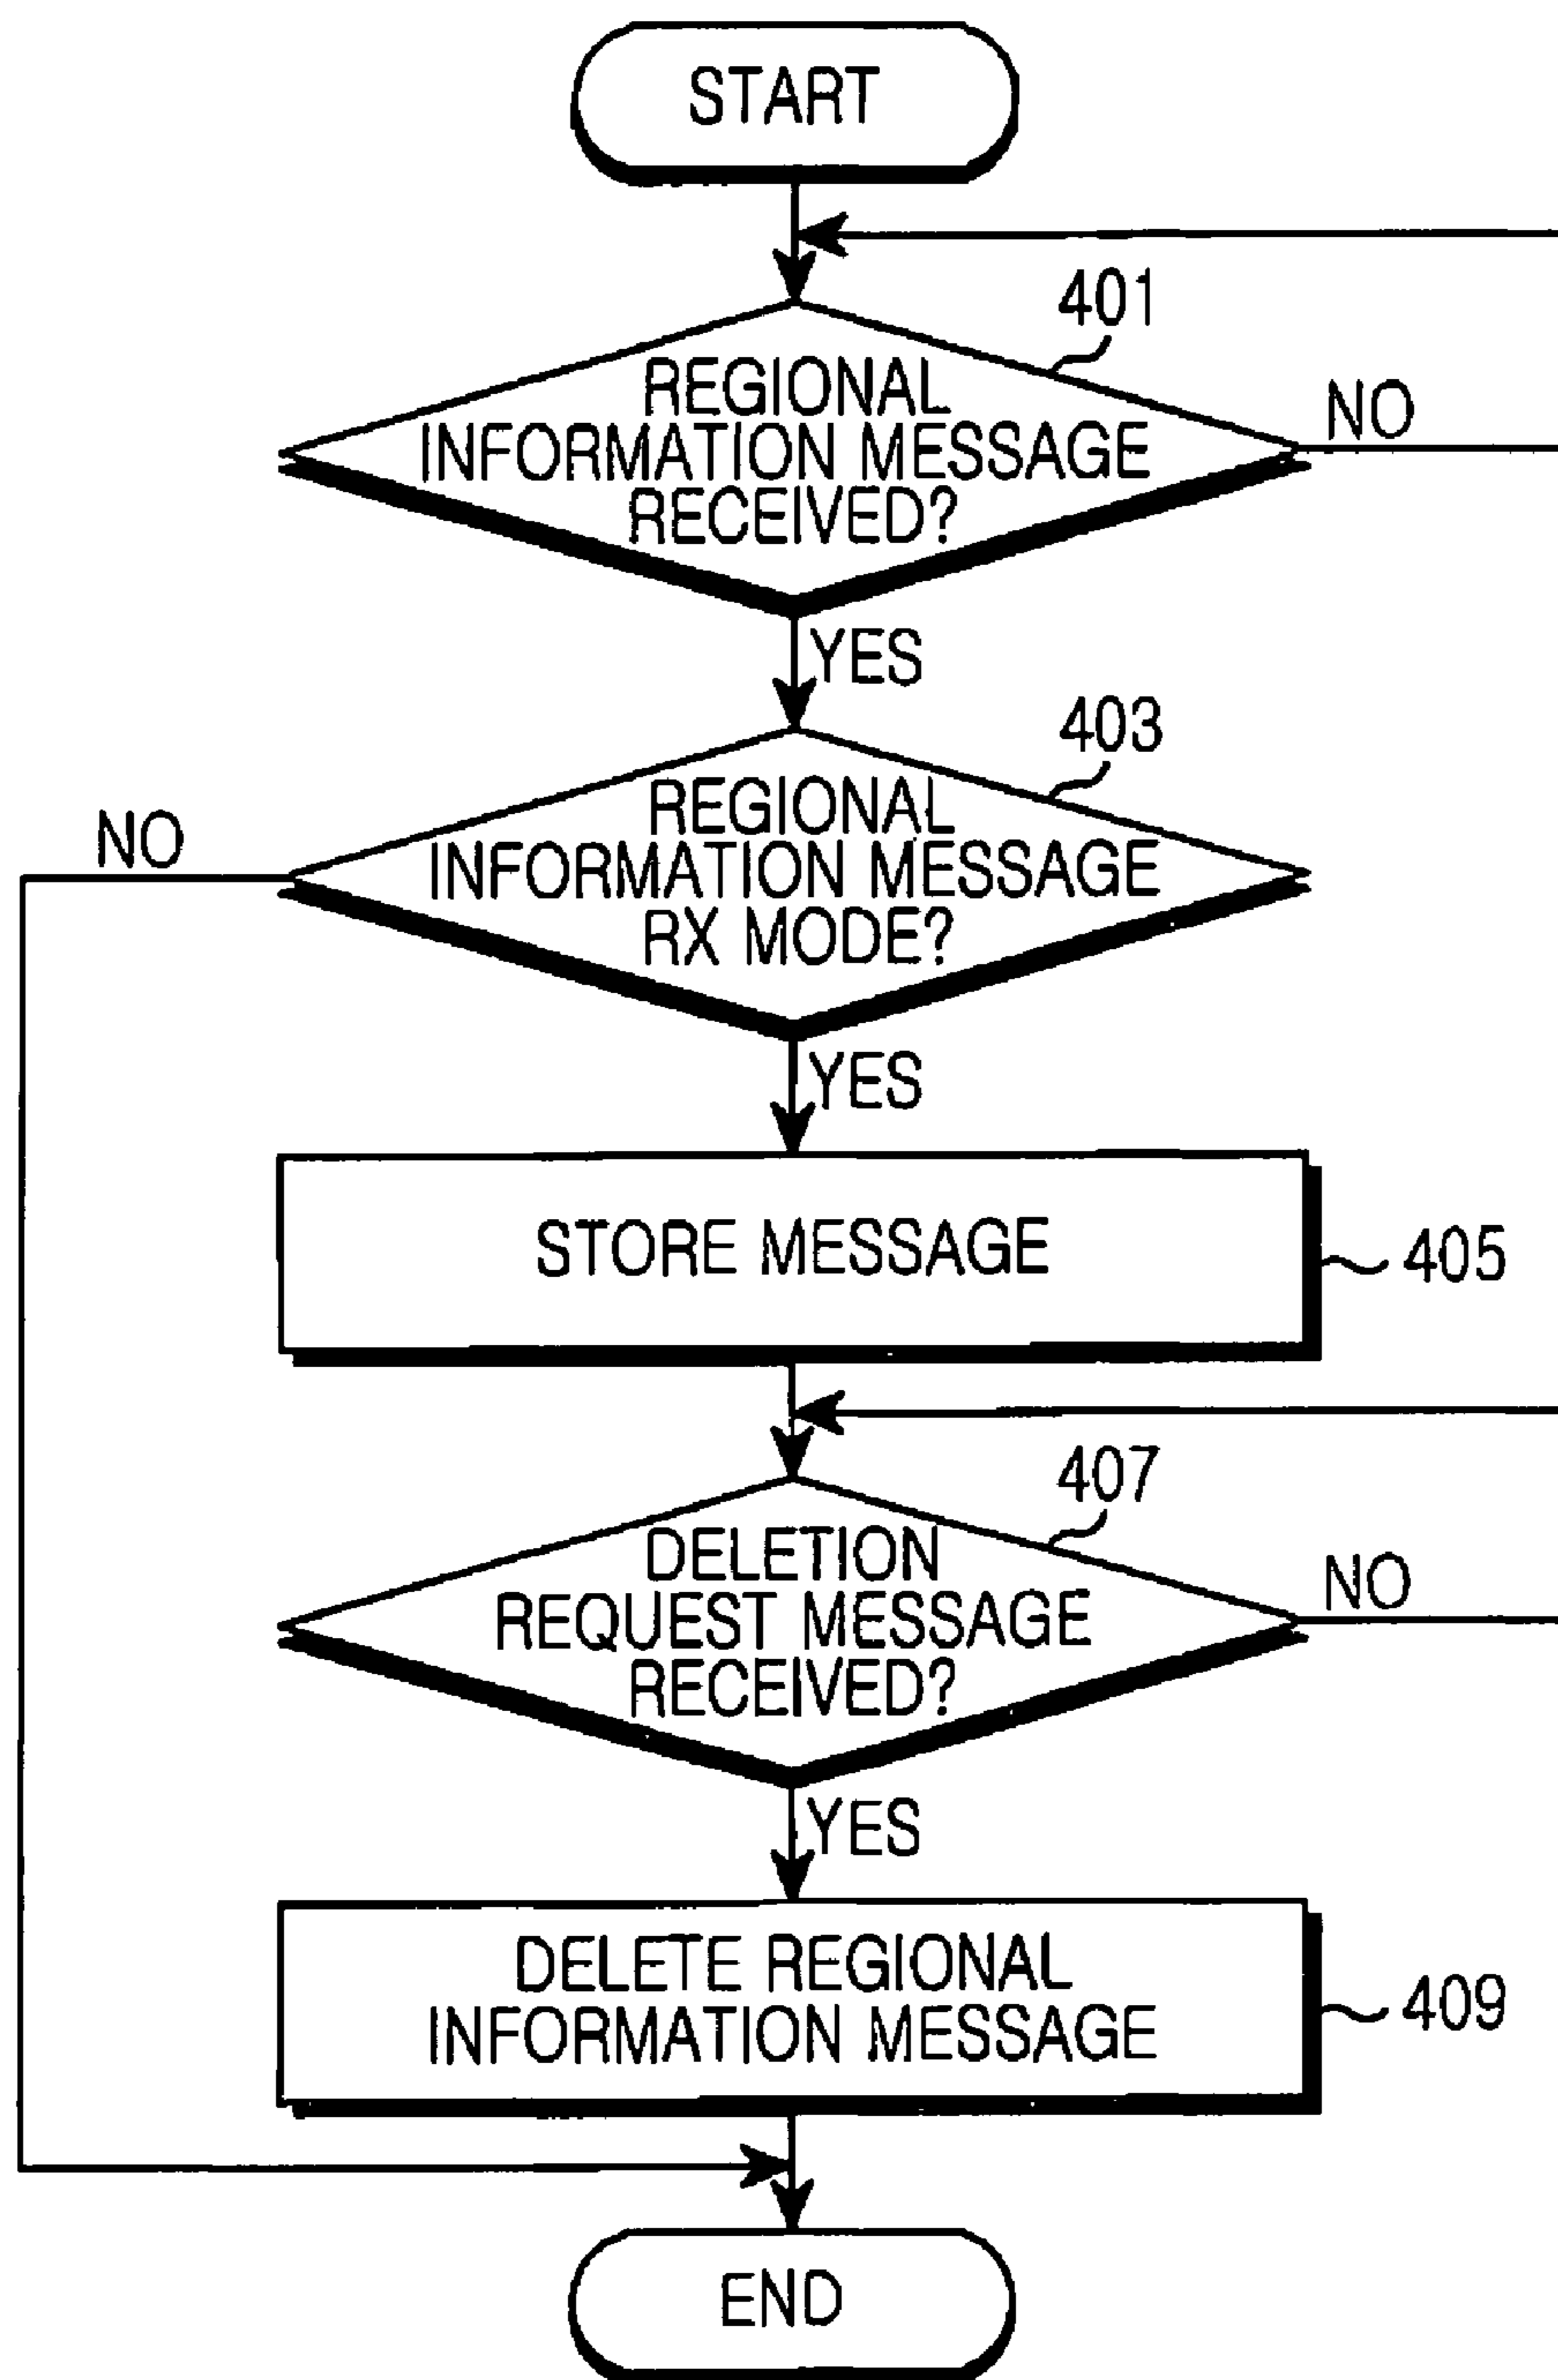 START
401
REGIONAL
INFORMATION MESSAGE
RECEIVED?
NO
YES
403
REGIONAL
INFORMATION MESSAGE
RX MODE?
NO
YES
STORE MESSAGE
405
407
DELETION
REQUEST MESSAGE
RECEIVED?
NO
YES
DELETE REGIONAL
INFORMATION MESSAGE
409
END